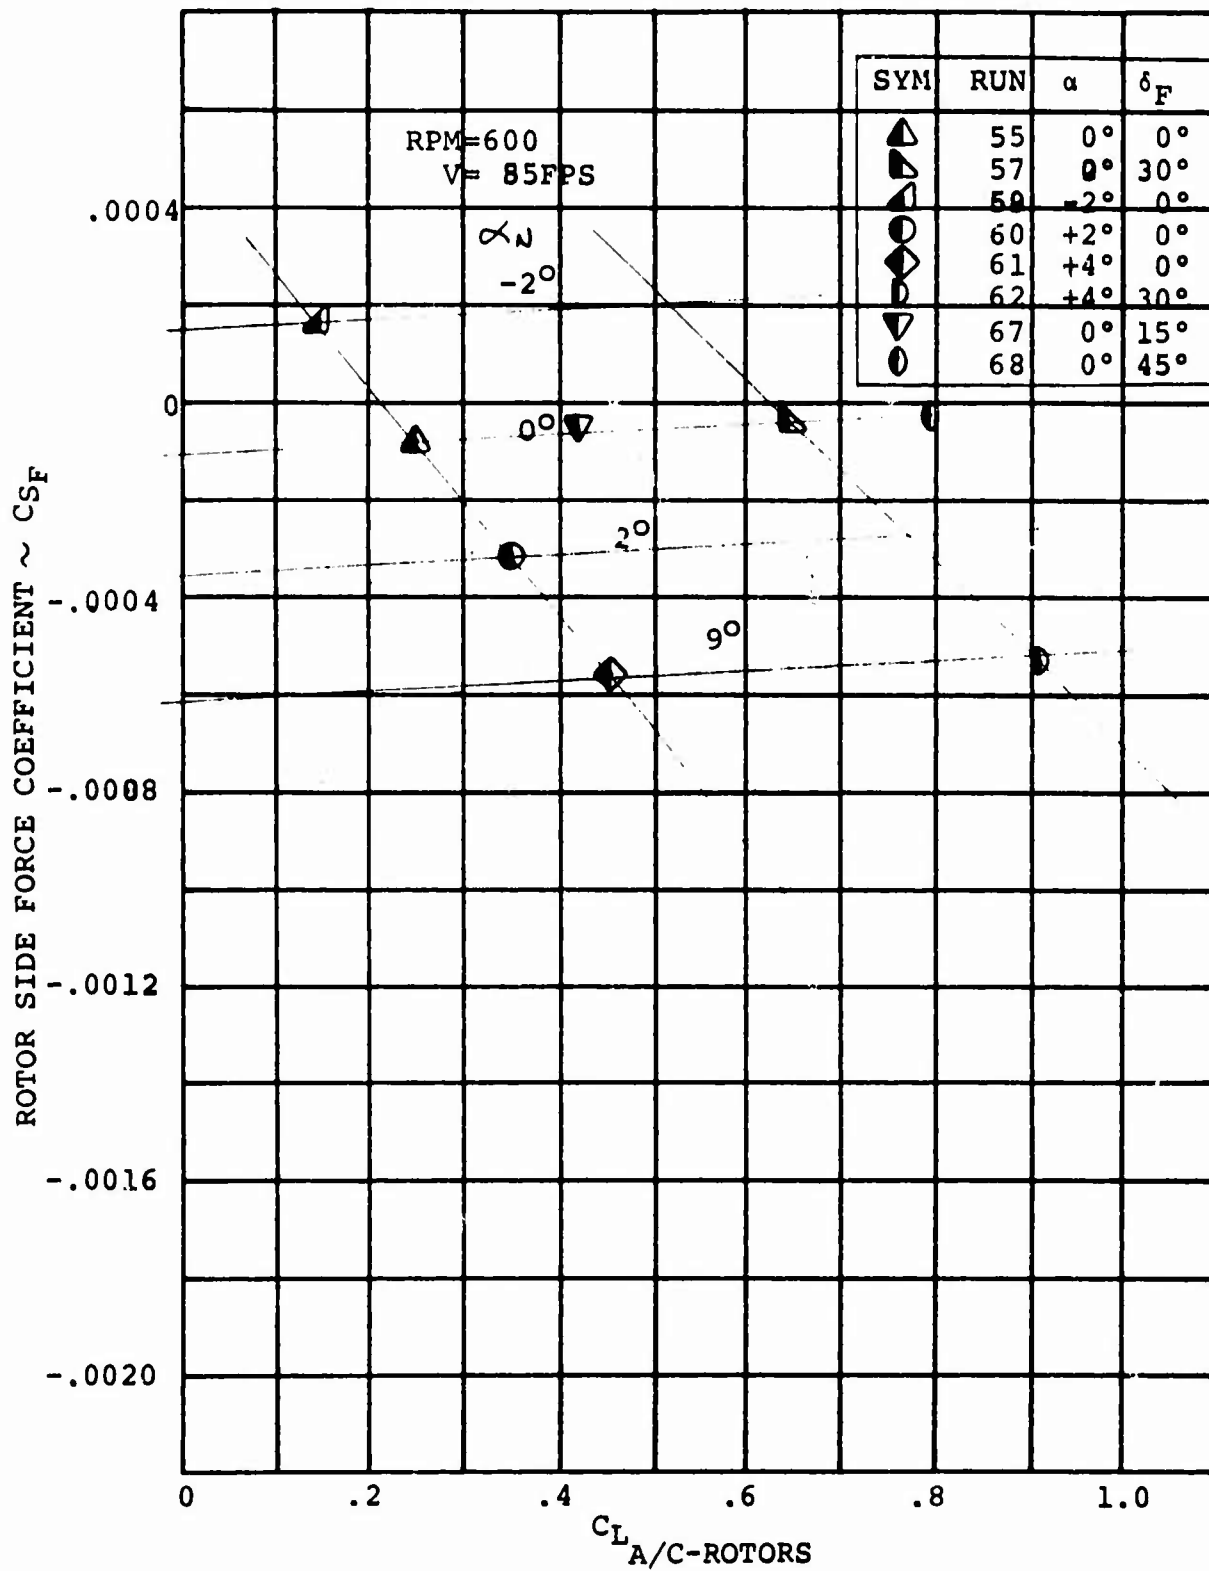 SYM RUN α δF
55 0° 0°
57 0° 30°
59 -2° 0°
60 +2° 0°
61 +4° 0°
62 +4° 30°
67 0° 15°
68 0° 45°
RPM=600
V= 85FPS
αN
-2°
0°
2°
9°
.0004
0
-.0004
-.0008
-.0012
-.0016
-.0020
ROTOR SIDE FORCE COEFFICIENT ~ CSF
0 .2 .4 .6 .8 1.0
CL A/C-ROTORS